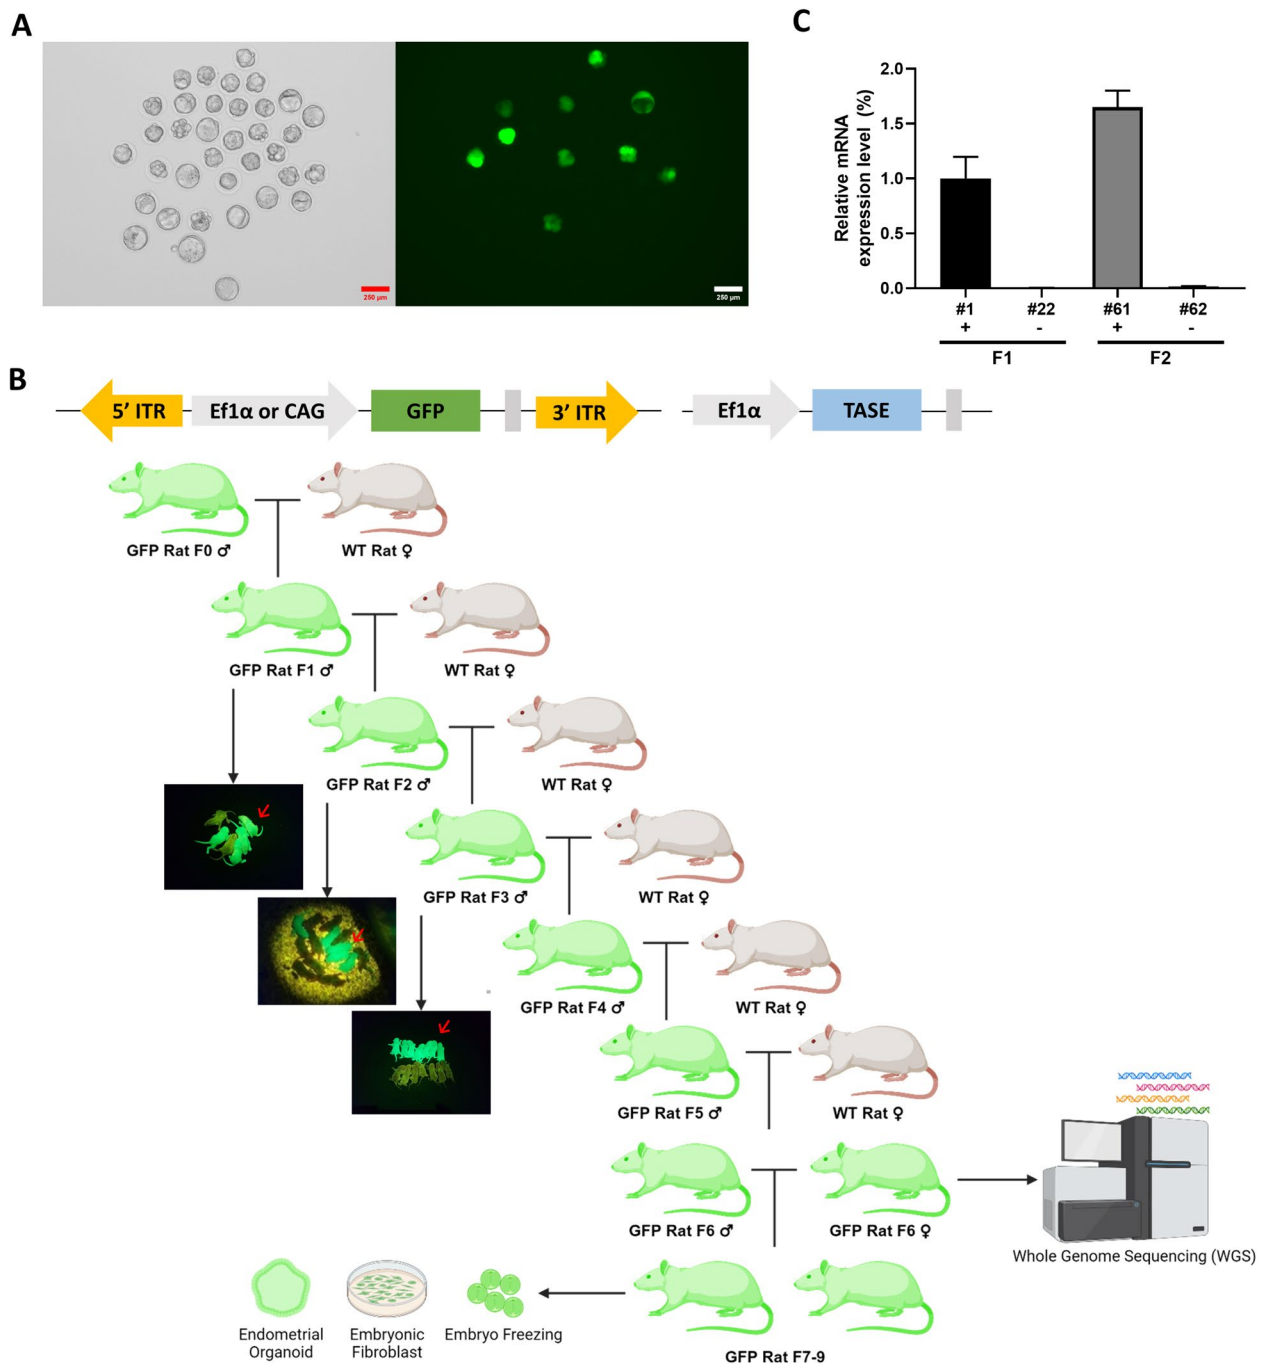 A
250 µm
250 µm
C
Relative mRNA
expression level (%)
2.0
1.5
1.0
0.5
0.0
#1
#22
#61
#62
+
-
+
-
F1
F2
B
5' ITR
Ef1α or CAG
GFP
3' ITR
Ef1α
TASE
GFP Rat F0 ♂
WT Rat ♀
GFP Rat F1 ♂
WT Rat ♀
GFP Rat F2 ♂
WT Rat ♀
GFP Rat F3 ♂
WT Rat ♀
GFP Rat F4 ♂
WT Rat ♀
GFP Rat F5 ♂
WT Rat ♀
GFP Rat F6 ♂
GFP Rat F6 ♀
Whole Genome Sequencing (WGS)
Endometrial
Organoid
Embryonic
Fibroblast
Embryo Freezing
GFP Rat F7-9